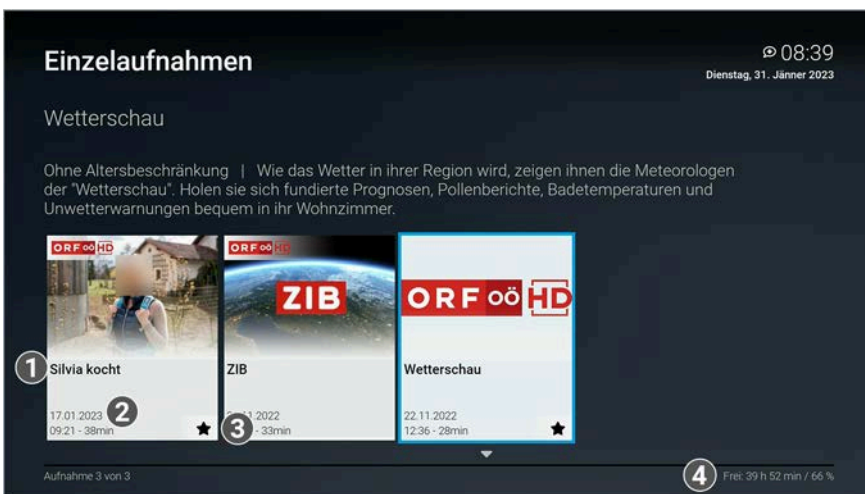 Einzelaufnahmen
08:39
Dienstag, 31. Jänner 2023
Wetterschau
Ohne Altersbeschränkung | Wie das Wetter in ihrer Region wird, zeigen ihnen die Meteorologen
der "Wetterschau". Holen sie sich fundierte Prognosen, Pollenberichte, Badetemperaturen und
Unwetterwarnungen bequem in ihr Wohnzimmer.
ORF oö HD
ORF oö HD
ZIB
ORF oö HD
1 Silvia kocht
ZIB
Wetterschau
17.01.2023 2
.11.2022
22.11.2022
09:21 - 38min
3 - 33min
12:36 - 28min
Aufnahme 3 von 3
4 Frei: 39 h 52 min / 66 %